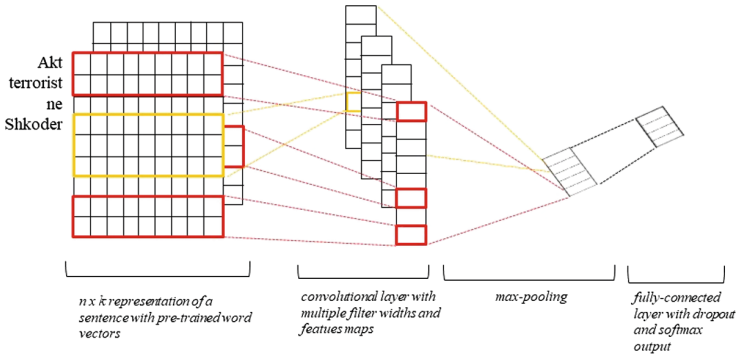 Akt
terrorist
ne
Shkoder
n x k representation of a
sentence with pre-trained word
vectors
convolutional layer with
multiple filter widths and
featues maps
max-pooling
fully-connected
layer with dropout
and softmax
output